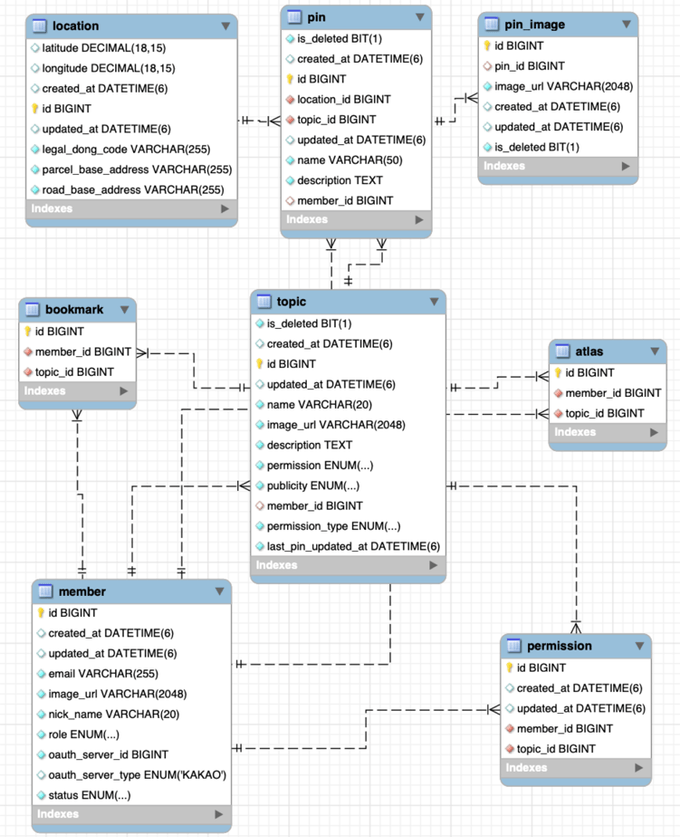 location
latitude DECIMAL(18,15)
longitude DECIMAL(18,15)
created_at DATETIME(6)
id BIGINT
updated_at DATETIME(6)
legal_dong_code VARCHAR(255)
parcel_base_address VARCHAR(255)
road_base_address VARCHAR(255)
Indexes
pin
is_deleted BIT(1)
created_at DATETIME(6)
id BIGINT
location_id BIGINT
topic_id BIGINT
updated_at DATETIME(6)
name VARCHAR(50)
description TEXT
member_id BIGINT
Indexes
pin_image
id BIGINT
pin_id BIGINT
image_url VARCHAR(2048)
created_at DATETIME(6)
updated_at DATETIME(6)
is_deleted BIT(1)
Indexes
bookmark
id BIGINT
member_id BIGINT
topic_id BIGINT
Indexes
topic
is_deleted BIT(1)
created_at DATETIME(6)
id BIGINT
updated_at DATETIME(6)
name VARCHAR(20)
image_url VARCHAR(2048)
description TEXT
permission ENUM(...)
publicity ENUM(...)
member_id BIGINT
permission_type ENUM(...)
last_pin_updated_at DATETIME(6)
Indexes
atlas
id BIGINT
member_id BIGINT
topic_id BIGINT
Indexes
member
id BIGINT
created_at DATETIME(6)
updated_at DATETIME(6)
email VARCHAR(255)
image_url VARCHAR(2048)
nick_name VARCHAR(20)
role ENUM(...)
oauth_server_id BIGINT
oauth_server_type ENUM('KAKAO')
status ENUM(...)
Indexes
permission
id BIGINT
created_at DATETIME(6)
updated_at DATETIME(6)
member_id BIGINT
topic_id BIGINT
Indexes